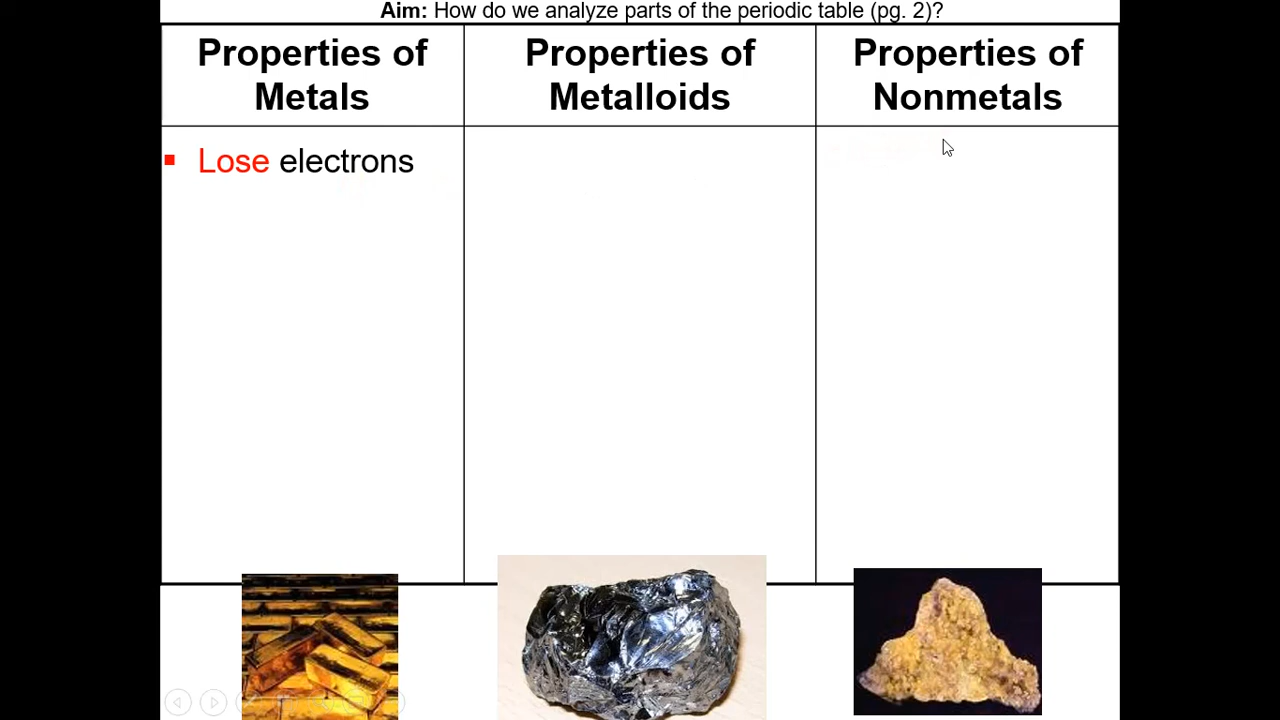 Aim: How do we analyze parts of the periodic table (pg. 2)?
Properties of
Metals
Properties of
Metalloids
Properties of
Nonmetals
Lose electrons